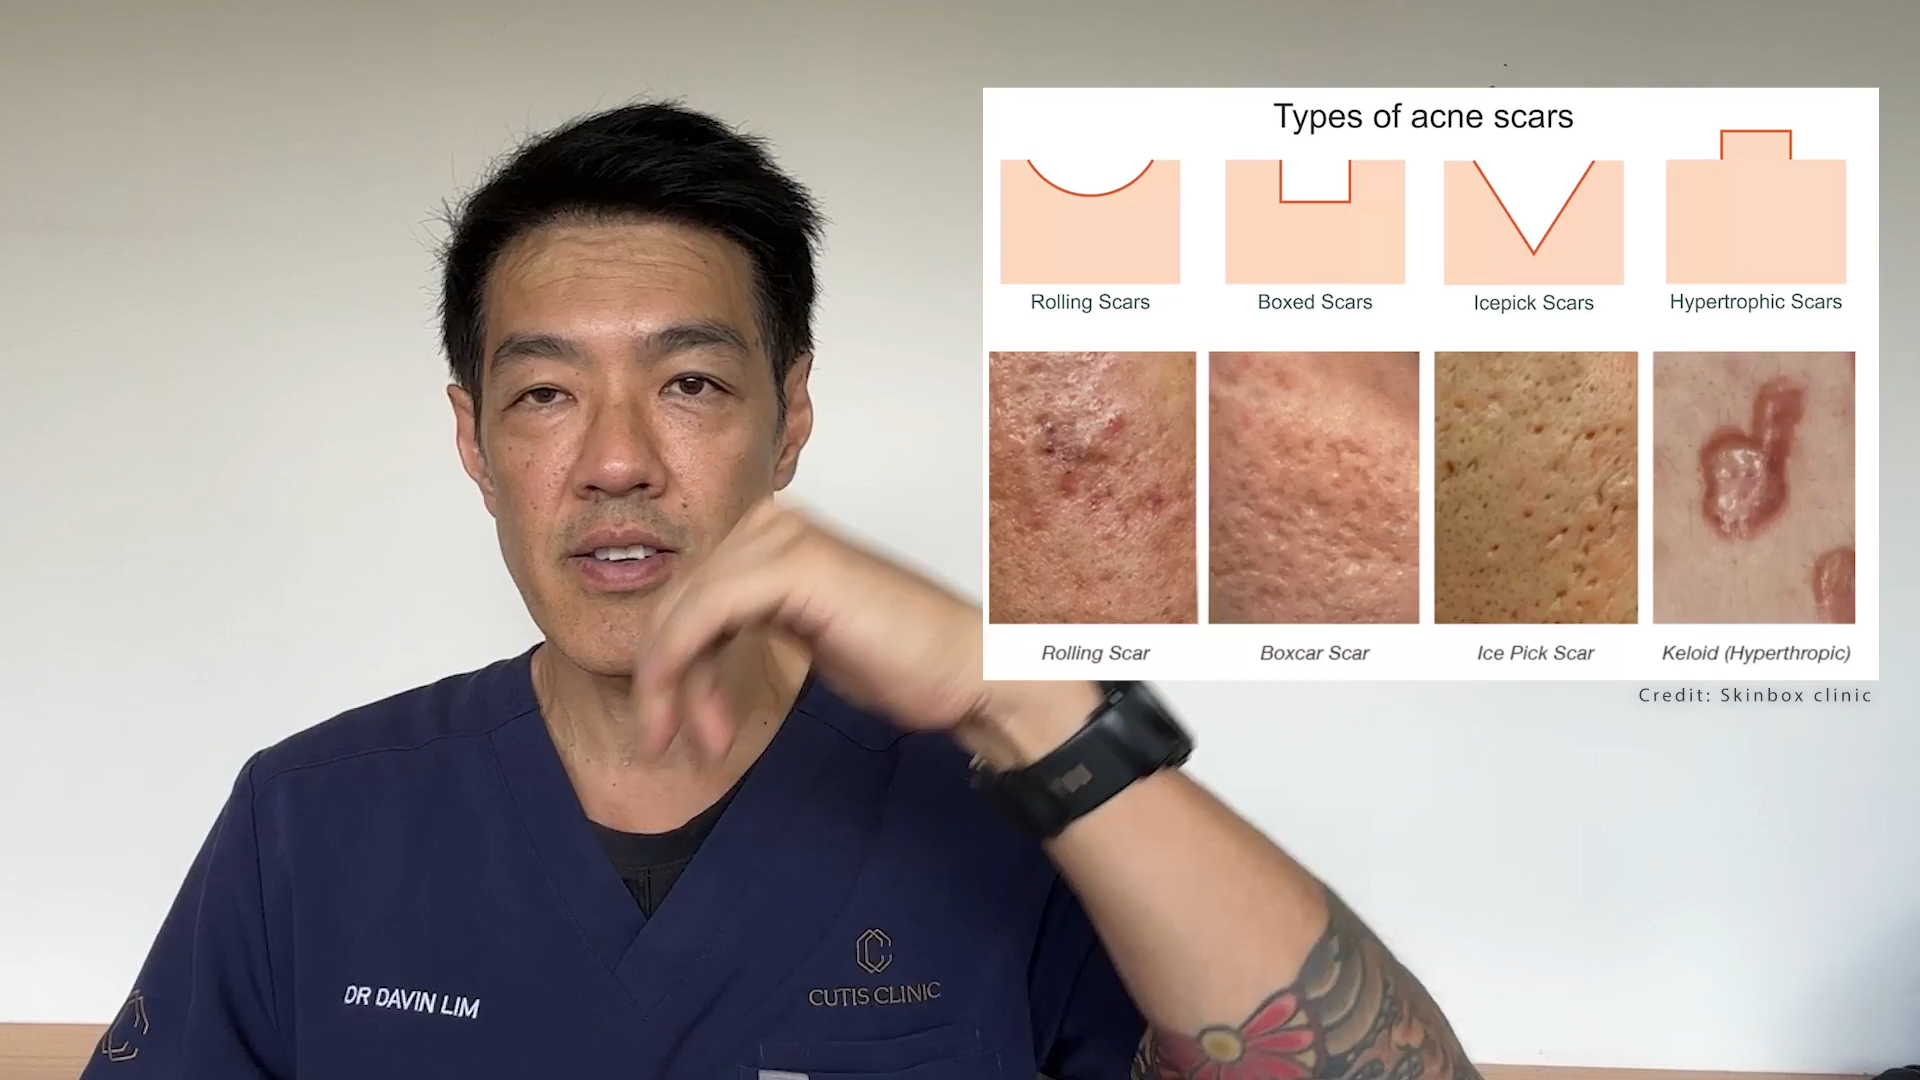 Types of acne scars
Rolling Scars
Boxed Scars
Icepick Scars
Hypertrophic Scars
Rolling Scar
Boxcar Scar
Ice Pick Scar
Keloid (Hyperthropic)
Credit: Skinbox clinic
DR DAVIN LIM
CUTIS CLINIC